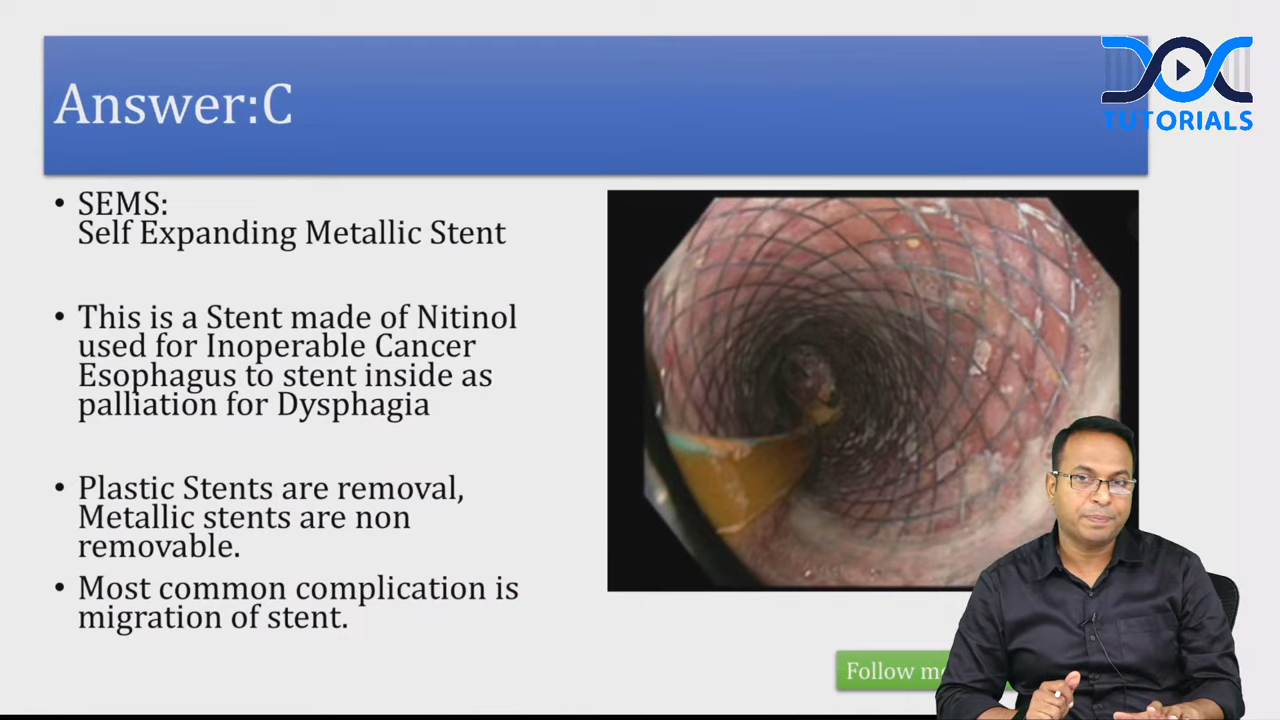 Answer:C
TUTORIALS
• SEMS:
Self Expanding Metallic Stent
• This is a Stent made of Nitinol
used for Inoperable Cancer
Esophagus to stent inside as
palliation for Dysphagia
• Plastic Stents are removal,
Metallic stents are non
removable.
• Most common complication is
migration of stent.
Follow